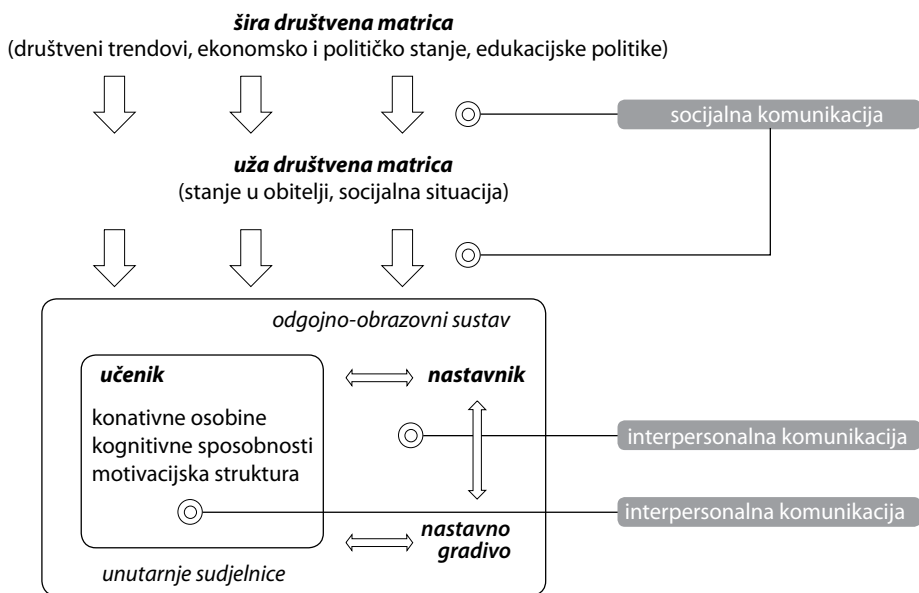 šira društvena matrica
(društveni trendovi, ekonomsko i političko stanje, edukacijske politike)
socijalna komunikacija
uža društvena matrica
(stanje u obitelji, socijalna situacija)
odgojno-obrazovni sustav
učenik
nastavnik
konativne osobine
kognitivne sposobnosti
motivacijska struktura
interpersonalna komunikacija
interpersonalna komunikacija
nastavno
gradivo
unutarnje sudjelnice